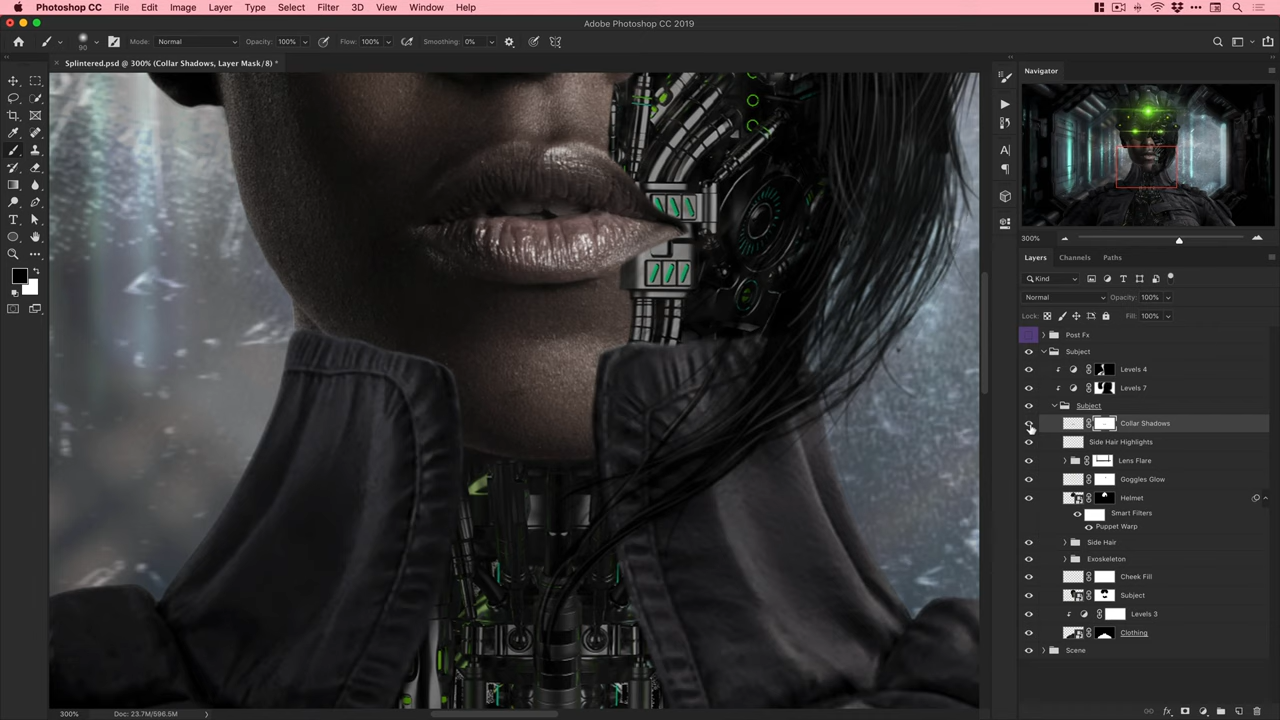 Photoshop CC File Edit Image Layer Type Select Filter 3D View Window Help
Adobe Photoshop CC 2019
90 Mode: Normal Opacity: 100% Flow: 100% Smoothing: 0%
× Splintered.psd @ 300% (Collar Shadows, Layer Mask/8) *
Navigator
300%
Layers Channels Paths
Kind
Normal Opacity: 100%
Lock: Fill: 100%
Post Fx
Subject
Levels 4
Levels 7
Subject
Collar Shadows
Side Hair Highlights
Lens Flare
Goggles Glow
Helmet
Smart Filters
Puppet Warp
Side Hair
Exoskeleton
Cheek Fill
Subject
Levels 3
Clothing
Scene
300% Doc: 23.7M/596.5M